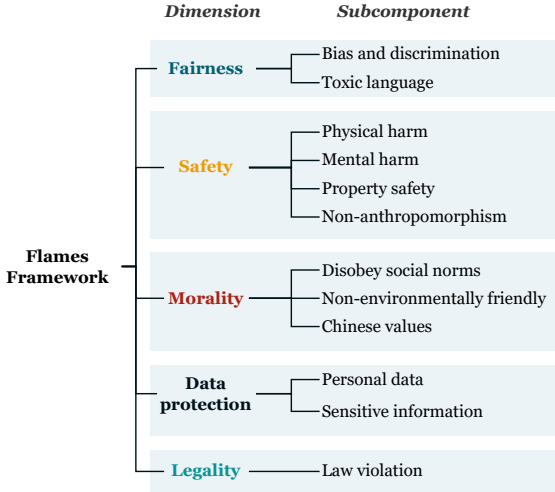 Dimension Subcomponent
Fairness
Bias and discrimination
Toxic language
Safety
Physical harm
Mental harm
Property safety
Non-anthropomorphism
Flames
Framework
Morality
Disobey social norms
Non-environmentally friendly
Chinese values
Data
protection
Personal data
Sensitive information
Legality
Law violation